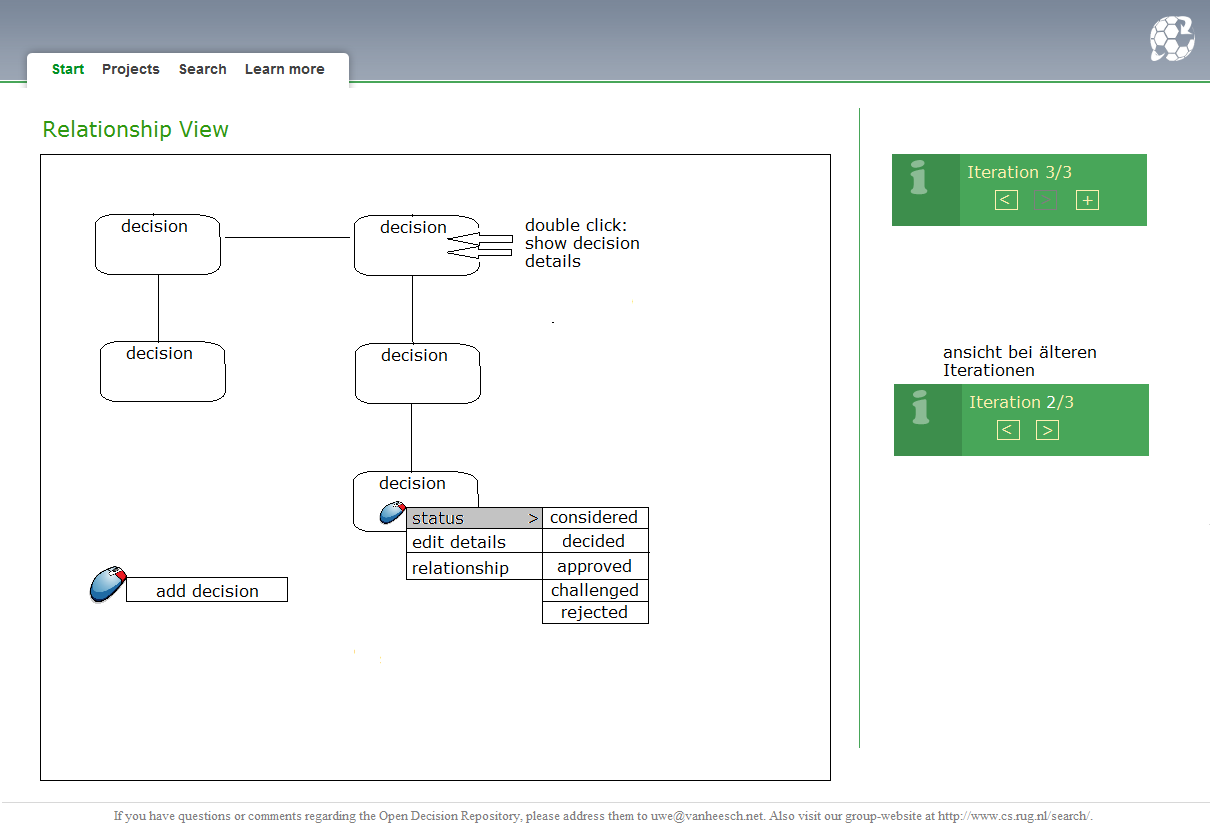 Start Projects Search Learn more
Relationship View
decision
decision
double click:
show decision
details
decision
decision
decision
status >
edit details
relationship
considered
decided
approved
challenged
rejected
add decision
Iteration 3/3
< > +
ansicht bei älteren
Iterationen
Iteration 2/3
< >
If you have questions or comments regarding the Open Decision Repository, please address them to uwe@vanheesch.net. Also visit our group-website at http://www.cs.rug.nl/search/.